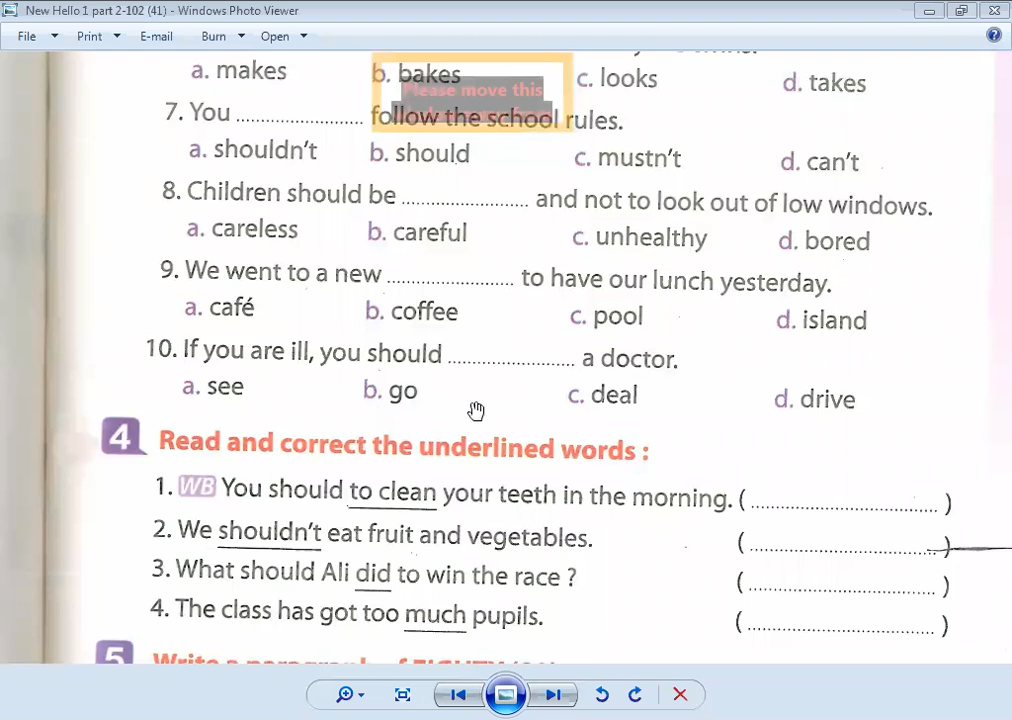 New Hello 1 part 2-102 (41) - Windows Photo Viewer
File Print E-mail Burn Open
a. makes b. bakes c. looks d. takes
Please move this
7. You ........................ follow the school rules.
a. shouldn't b. should c. mustn't d. can't
8. Children should be ........................ and not to look out of low windows.
a. careless b. careful c. unhealthy d. bored
9. We went to a new ........................ to have our lunch yesterday.
a. café b. coffee c. pool d. island
10. If you are ill, you should ........................ a doctor.
a. see b. go c. deal d. drive
4 Read and correct the underlined words :
1. WB You should to clean your teeth in the morning. (....................................)
2. We shouldn't eat fruit and vegetables. (....................................)
3. What should Ali did to win the race ? (....................................)
4. The class has got too much pupils. (....................................)
5 Write a paragraph of EIGHTY